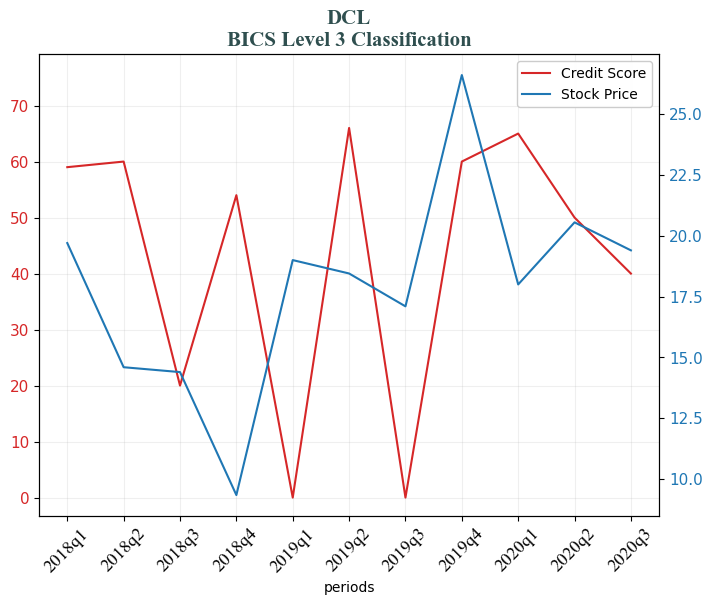 DCL
BICS Level 3 Classification
Credit Score
Stock Price
70
60
50
40
30
20
10
0
25.0
22.5
20.0
17.5
15.0
12.5
10.0
2018q1
2018q2
2018q3
2018q4
2019q1
2019q2
2019q3
2019q4
2020q1
2020q2
2020q3
periods